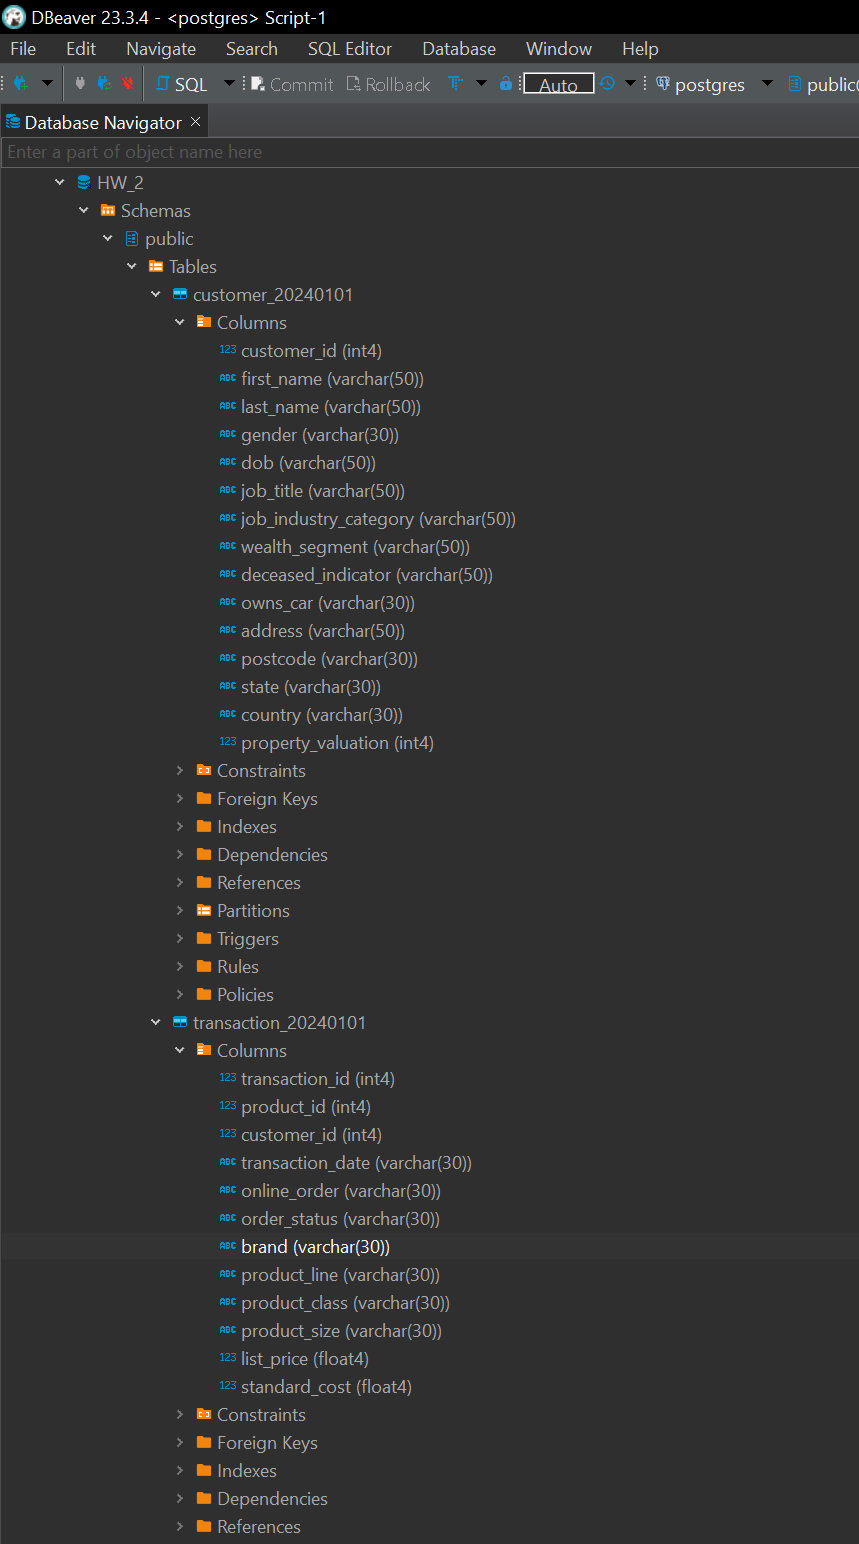 DBeaver 23.3.4 - <postgres> Script-1
File Edit Navigate Search SQL Editor Database Window Help
SQL Commit Rollback Auto postgres public
Database Navigator
Enter a part of object name here
HW_2
Schemas
public
Tables
customer_20240101
Columns
123 customer_id (int4)
ABC first_name (varchar(50))
ABC last_name (varchar(50))
ABC gender (varchar(30))
ABC dob (varchar(50))
ABC job_title (varchar(50))
ABC job_industry_category (varchar(50))
ABC wealth_segment (varchar(50))
ABC deceased_indicator (varchar(50))
ABC owns_car (varchar(30))
ABC address (varchar(50))
ABC postcode (varchar(30))
ABC state (varchar(30))
ABC country (varchar(30))
123 property_valuation (int4)
Constraints
Foreign Keys
Indexes
Dependencies
References
Partitions
Triggers
Rules
Policies
transaction_20240101
Columns
123 transaction_id (int4)
123 product_id (int4)
123 customer_id (int4)
ABC transaction_date (varchar(30))
ABC online_order (varchar(30))
ABC order_status (varchar(30))
ABC brand (varchar(30))
ABC product_line (varchar(30))
ABC product_class (varchar(30))
ABC product_size (varchar(30))
123 list_price (float4)
123 standard_cost (float4)
Constraints
Foreign Keys
Indexes
Dependencies
References